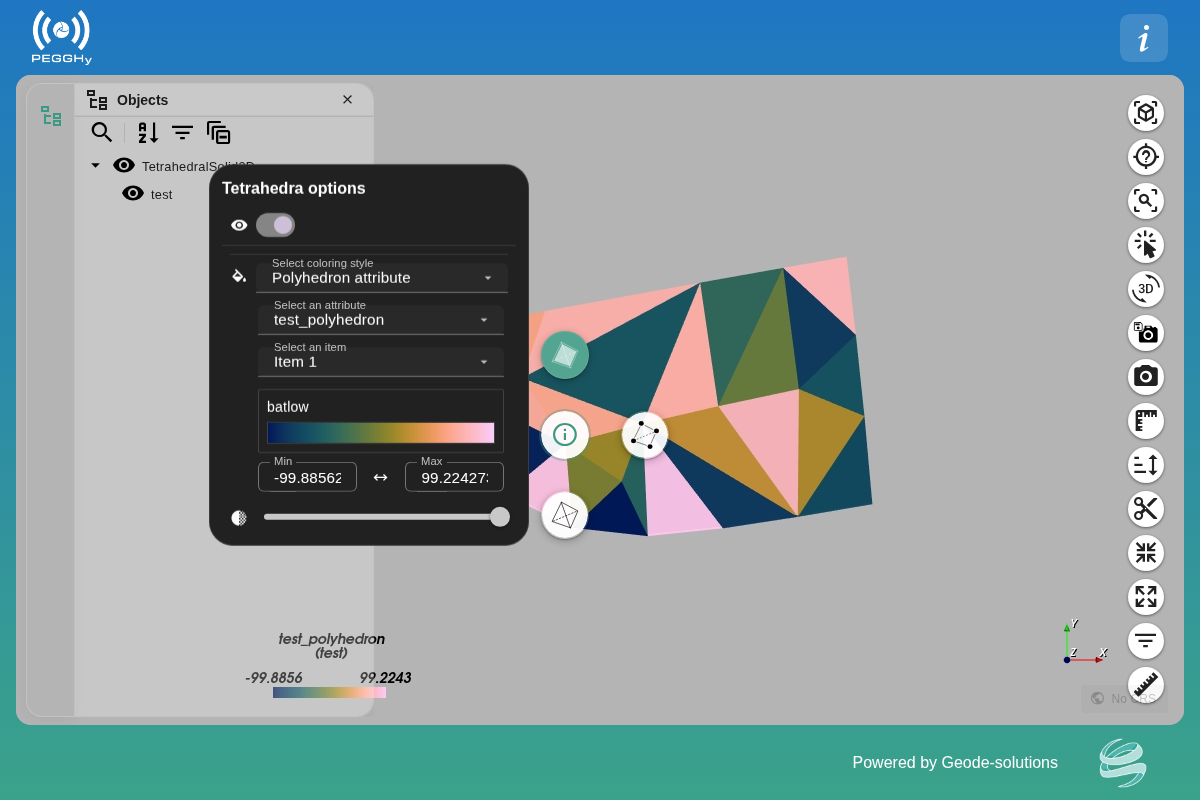 PEGGHy
i
Objects
A
Z
TetrahedralSolid3D
test
Tetrahedra options
Select coloring style
Polyhedron attribute
Select an attribute
test_polyhedron
Select an item
Item 1
batlow
Min
-99.88562
Max
99.22427
3D
test_polyhedron
(test)
-99.8856
99.2243
Y
Z
X
No CRS
Powered by Geode-solutions